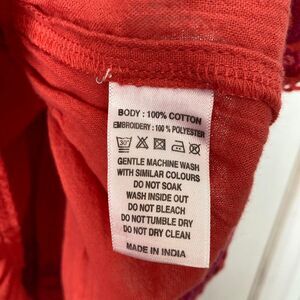 BODY : 100% COTTON
EMBROIDERY : 100 % POLYESTER
30°
GENTLE MACHINE WASH
WITH SIMILAR COLOURS
DO NOT SOAK
WASH INSIDE OUT
DO NOT BLEACH
DO NOT TUMBLE DRY
DO NOT DRY CLEAN
MADE IN INDIA